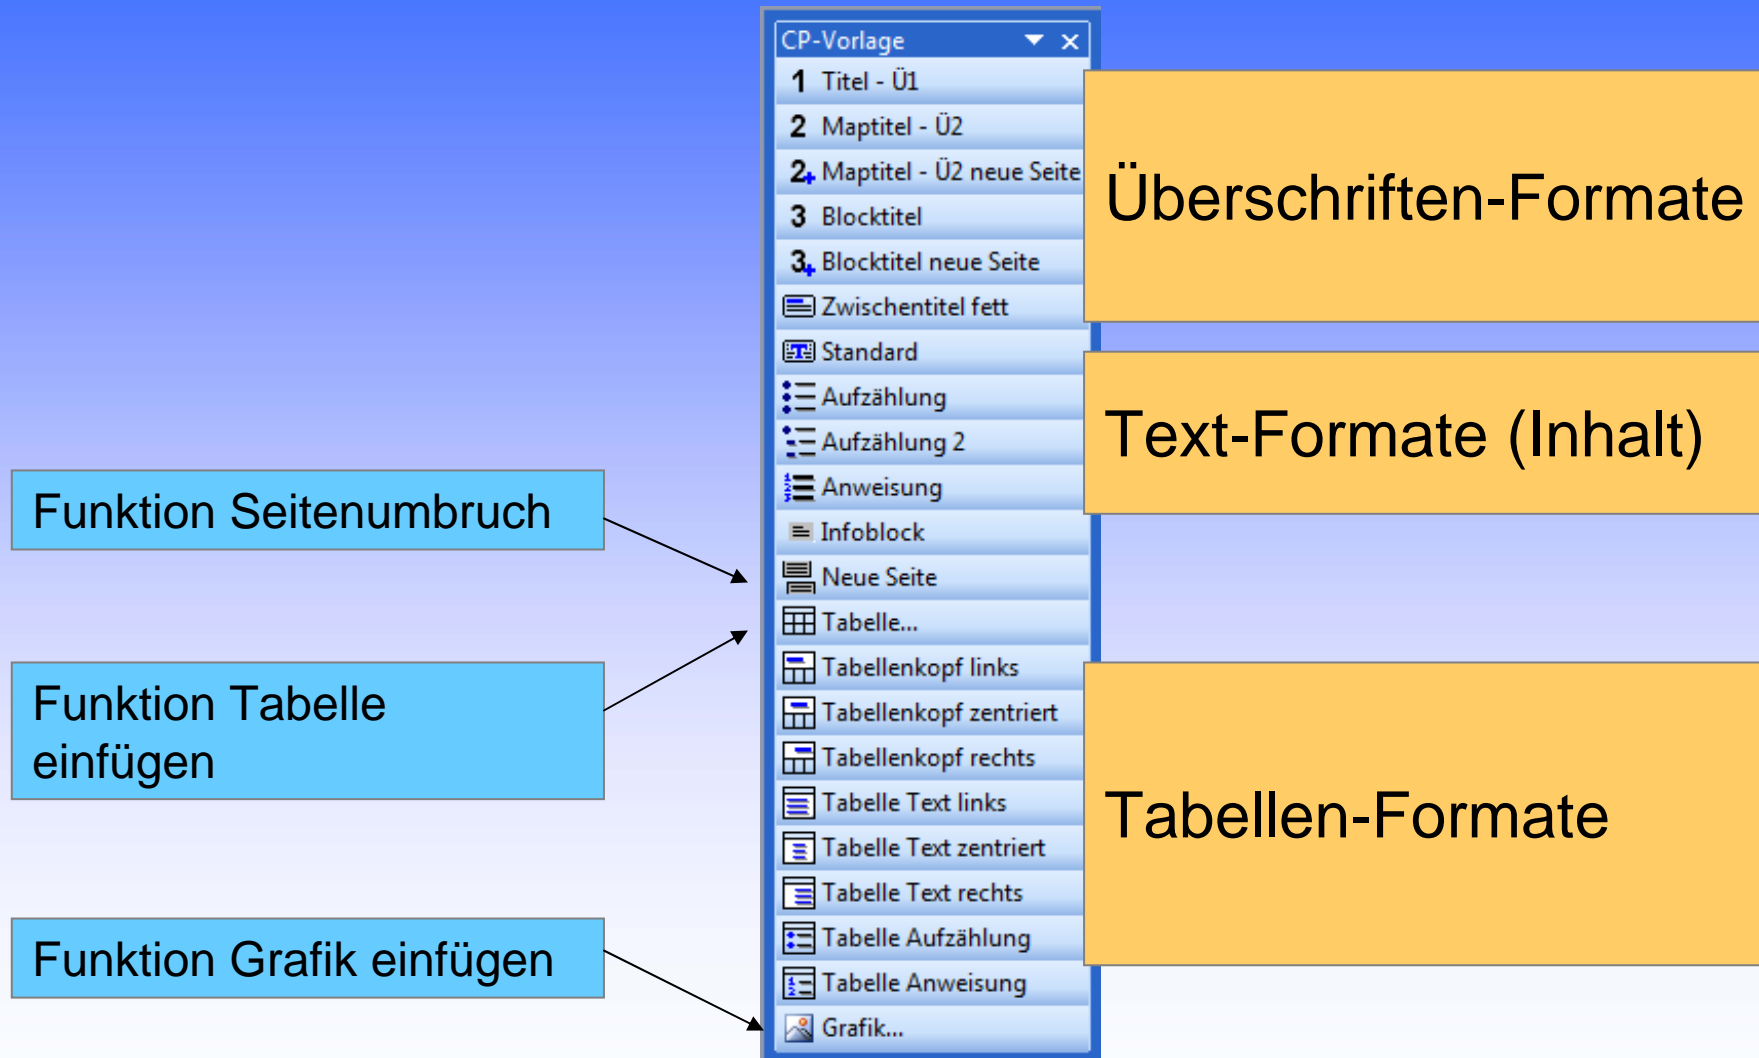 CP-Vorlage
1 Titel - Ü1
2 Maptitel - Ü2
2+ Maptitel - Ü2 neue Seite
3 Blocktitel
3+ Blocktitel neue Seite
Zwischentitel fett
Standard
Aufzählung
Aufzählung 2
Anweisung
Infoblock
Neue Seite
Tabelle...
Tabellenkopf links
Tabellenkopf zentriert
Tabellenkopf rechts
Tabelle Text links
Tabelle Text zentriert
Tabelle Text rechts
Tabelle Aufzählung
Tabelle Anweisung
Grafik...
Überschriften-Formate
Text-Formate (Inhalt)
Tabellen-Formate
Funktion Seitenumbruch
Funktion Tabelle
einfügen
Funktion Grafik einfügen